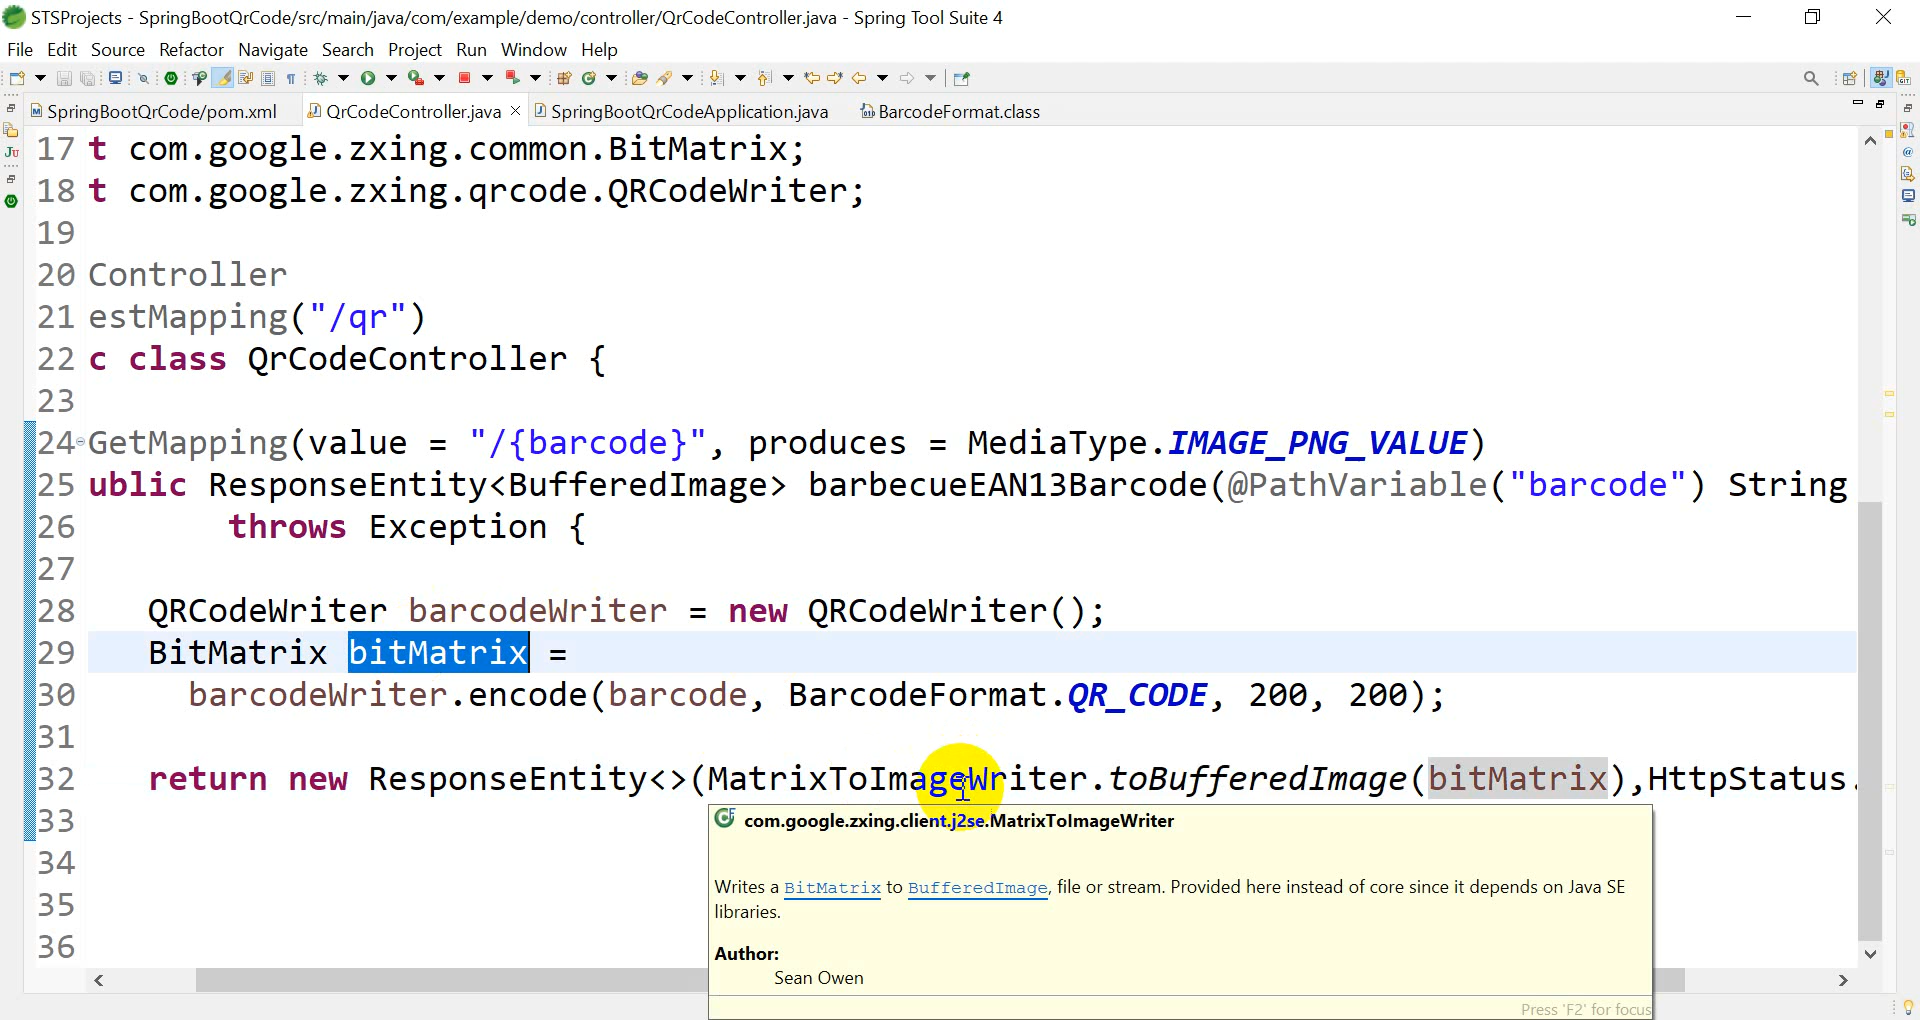 STSProjects - SpringBootQrCode/src/main/java/com/example/demo/controller/QrCodeController.java - Spring Tool Suite 4
File Edit Source Refactor Navigate Search Project Run Window Help
SpringBootQrCode/pom.xml QrCodeController.java SpringBootQrCodeApplication.java BarcodeFormat.class
17 t com.google.zxing.common.BitMatrix;
18 t com.google.zxing.qrcode.QRCodeWriter;
19
20 Controller
21 estMapping("/qr")
22 c class QrCodeController {
23
24 GetMapping(value = "/{barcode}", produces = MediaType.IMAGE_PNG_VALUE)
25 ublic ResponseEntity<BufferedImage> barbecueEAN13Barcode(@PathVariable("barcode") String
26 throws Exception {
27
28 QRCodeWriter barcodeWriter = new QRCodeWriter();
29 BitMatrix bitMatrix =
30 barcodeWriter.encode(barcode, BarcodeFormat.QR_CODE, 200, 200);
31
32 return new ResponseEntity<>(MatrixToImageWriter.toBufferedImage(bitMatrix),HttpStatus.
33
34
35
36
com.google.zxing.client.j2se.MatrixToImageWriter
Writes a BitMatrix to BufferedImage, file or stream. Provided here instead of core since it depends on Java SE
libraries.
Author:
Sean Owen
Press 'F2' for focus